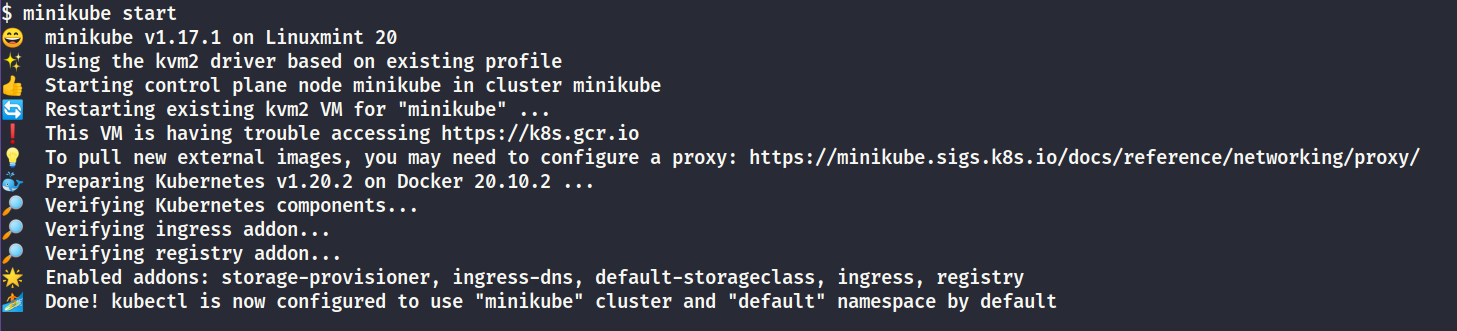 $ minikube start
😄 minikube v1.17.1 on Linuxmint 20
✨ Using the kvm2 driver based on existing profile
👍 Starting control plane node minikube in cluster minikube
🔄 Restarting existing kvm2 VM for "minikube" ...
❗ This VM is having trouble accessing https://k8s.gcr.io
💡 To pull new external images, you may need to configure a proxy: https://minikube.sigs.k8s.io/docs/reference/networking/proxy/
🐳 Preparing Kubernetes v1.20.2 on Docker 20.10.2 ...
🔎 Verifying Kubernetes components...
🔎 Verifying ingress addon...
🔎 Verifying registry addon...
🌟 Enabled addons: storage-provisioner, ingress-dns, default-storageclass, ingress, registry
🏄 Done! kubectl is now configured to use "minikube" cluster and "default" namespace by default